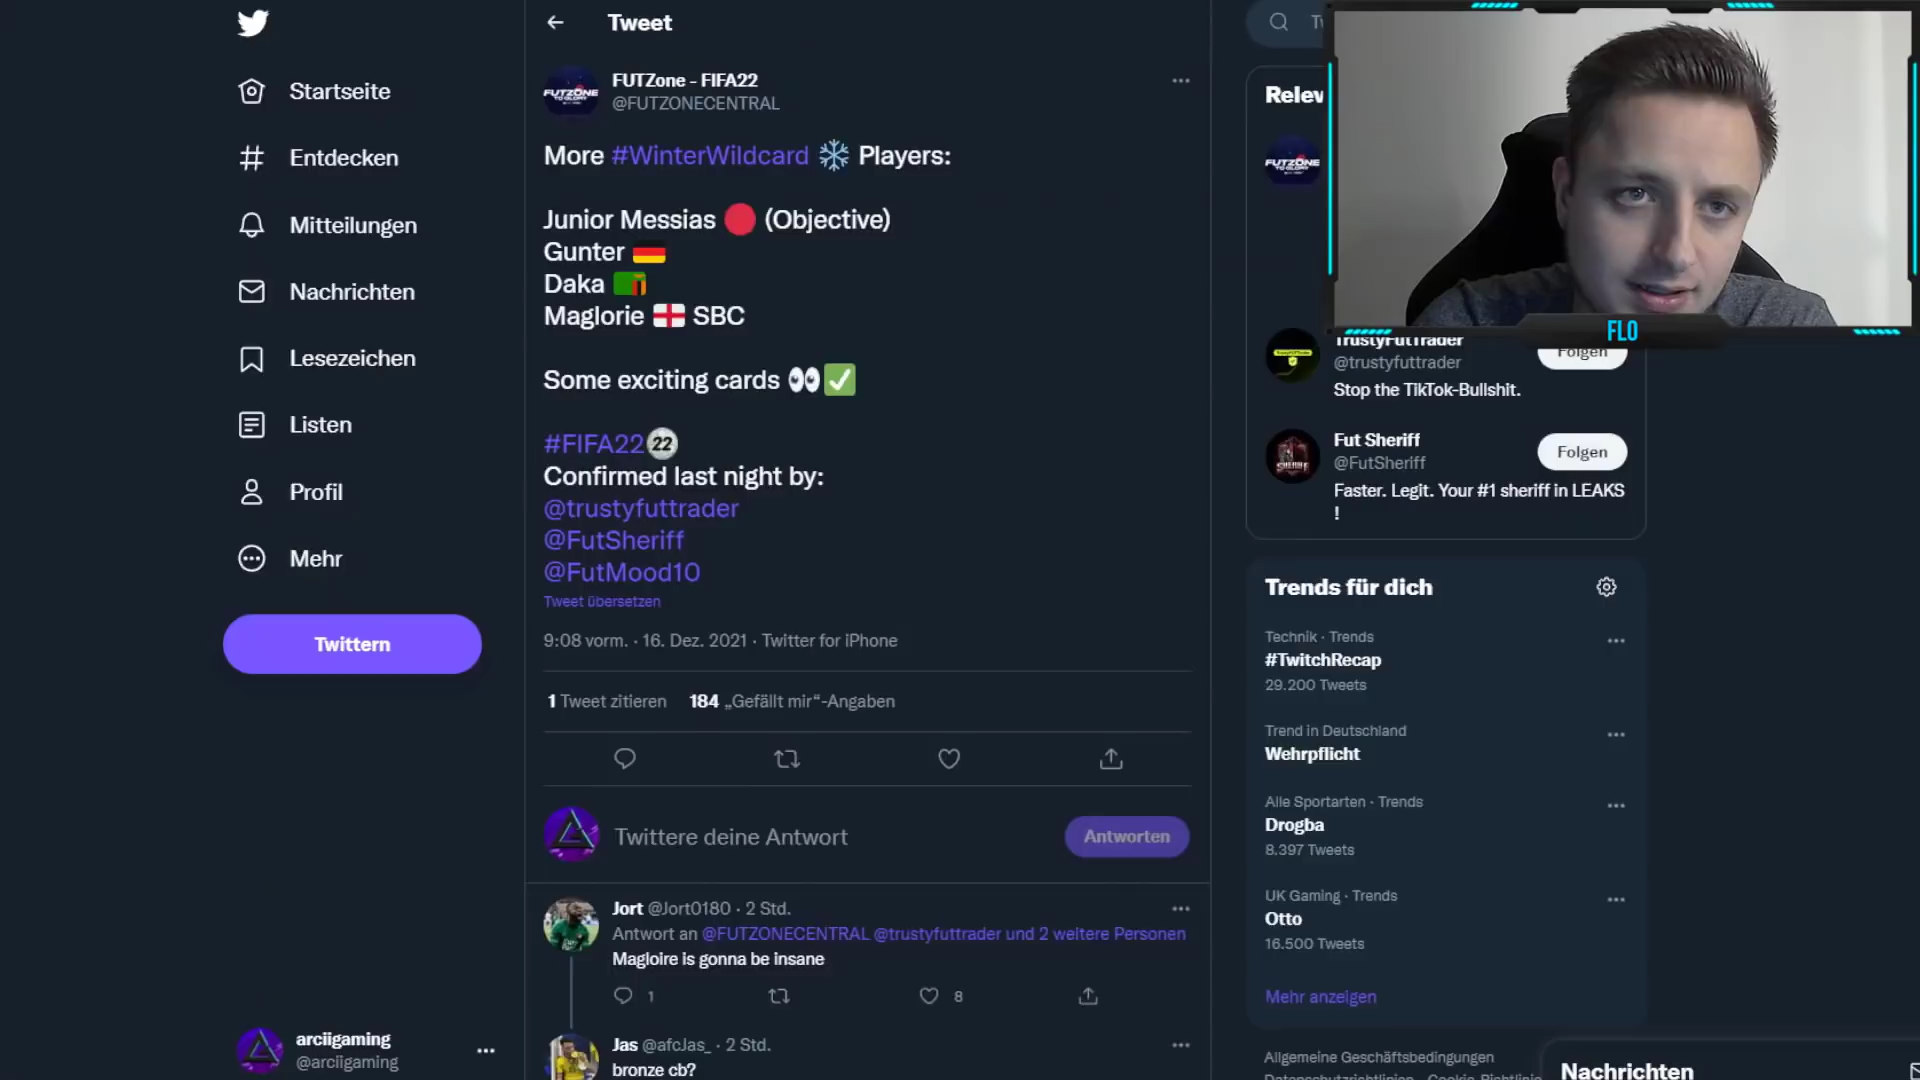 Startseite
Entdecken
Mitteilungen
Nachrichten
Lesezeichen
Listen
Profil
Mehr
Twittern
arciigaming
@arciigaming
Tweet
FUTZone - FIFA22
@FUTZONECENTRAL
More #WinterWildcard ❄️ Players:
Junior Messias 🔴 (Objective)
Gunter 🇩🇪
Daka 🇿🇲
Maglorie 🏴󠁧󠁢󠁥󠁮󠁧󠁿 SBC
Some exciting cards 👀✅
#FIFA22
Confirmed last night by:
@trustyfuttrader
@FutSheriff
@FutMood10
Tweet übersetzen
9:08 vorm. · 16. Dez. 2021 · Twitter for iPhone
1 Tweet zitieren 184 „Gefällt mir“-Angaben
Twittere deine Antwort
Antworten
Jort @Jort0180 · 2 Std.
Antwort an @FUTZONECENTRAL @trustyfuttrader und 2 weitere Personen
Magloire is gonna be insane
1
8
Jas @afcJas_ · 2 Std.
bronze cb?
FUTZONE
FLO
TrustyFutTrader
@trustyfuttrader
Folgen
Stop the TikTok-Bullshit.
Fut Sheriff
@FutSheriff
Folgen
Faster. Legit. Your #1 sheriff in LEAKS
!
Trends für dich
Technik · Trends
#TwitchRecap
29.200 Tweets
Trend in Deutschland
Wehrpflicht
Alle Sportarten · Trends
Drogba
8.397 Tweets
UK Gaming · Trends
Otto
16.500 Tweets
Mehr anzeigen
Allgemeine Geschäftsbedingungen
Nachrichten